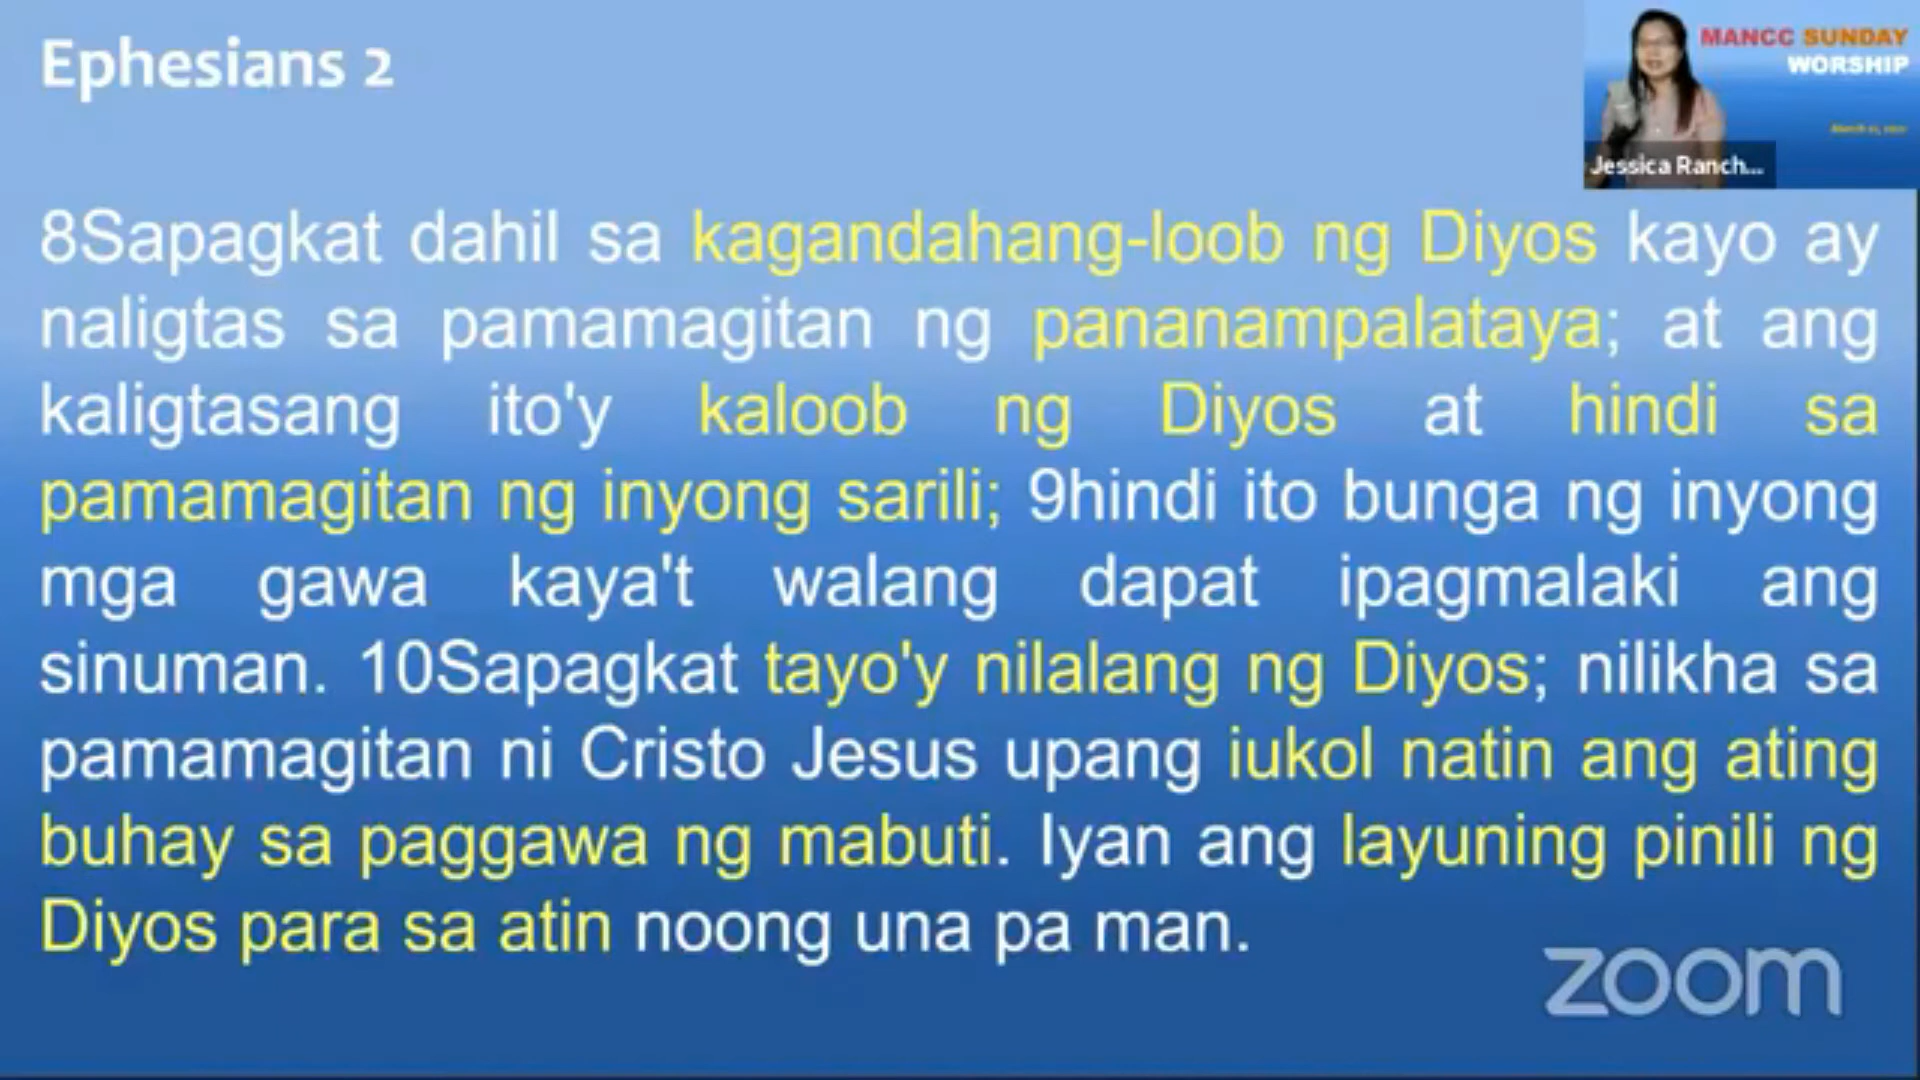 Ephesians 2
MANCC SUNDAY
WORSHIP
Jessica Ranch...
8Sapagkat dahil sa kagandahang-loob ng Diyos kayo ay
naligtas sa pamamagitan ng pananampalataya; at ang
kaligtasang ito'y kaloob ng Diyos at hindi sa
pamamagitan ng inyong sarili; 9hindi ito bunga ng inyong
mga gawa kaya't walang dapat ipagmalaki ang
sinuman. 10Sapagkat tayo'y nilalang ng Diyos; nilikha sa
pamamagitan ni Cristo Jesus upang iukol natin ang ating
buhay sa paggawa ng mabuti. Iyan ang layuning pinili ng
Diyos para sa atin noong una pa man.
zoom